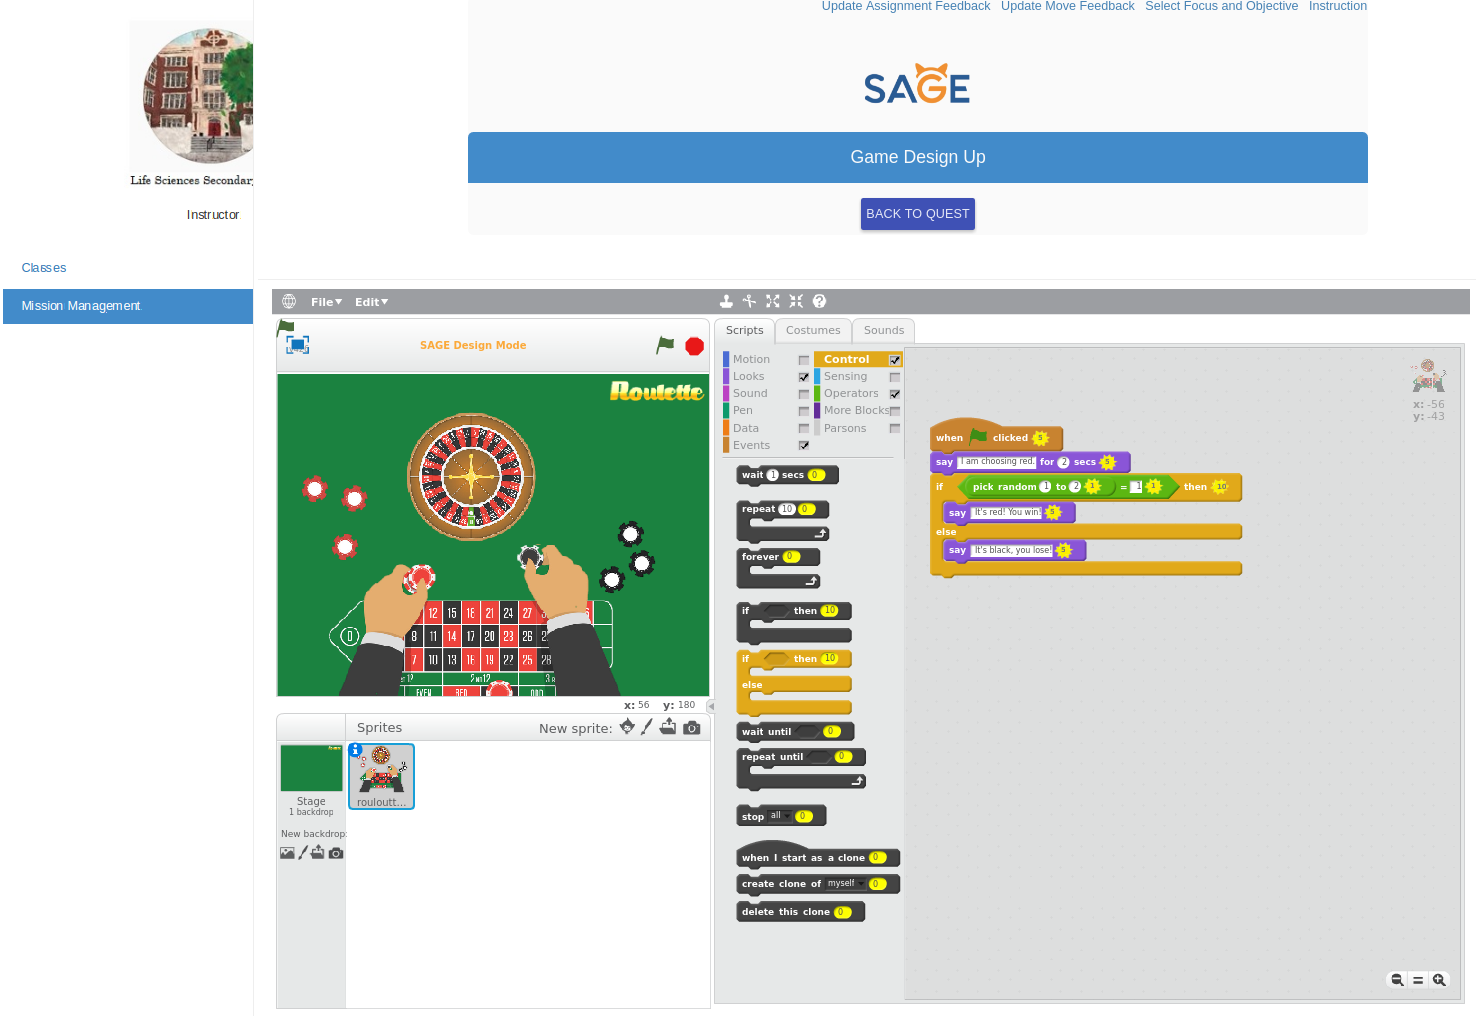 Update Assignment Feedback Update Move Feedback Select Focus and Objective Instruction
Life Sciences Secondary
Instructor
SAGE
Game Design Up
BACK TO QUEST
Classes
Mission Management
File Edit
SAGE Design Mode
Roulette
0
12 15 18 21 24 27
8 11 14 17 20 23 26
7 10 13 16 19 22 25 28
2 ND 12
EVEN RED ODD
x: 56 y: 180
Sprites
New sprite:
Stage
1 backdrop
New backdrop:
rouloutt...
Scripts Costumes Sounds
Motion Control
Looks Sensing
Sound Operators
Pen More Blocks
Data Parsons
Events
wait 1 secs 0
repeat 10 0
forever 0
if then 10
if then 10
else
wait until 0
repeat until 0
stop all 0
when I start as a clone 0
create clone of myself 0
delete this clone 0
when clicked 5
say I am choosing red. for 2 secs 5
if pick random 1 to 2 1 = 1 1 then 10
say It's red! You win! 5
else
say It's black, you lose! 5
x: -56
y: -43